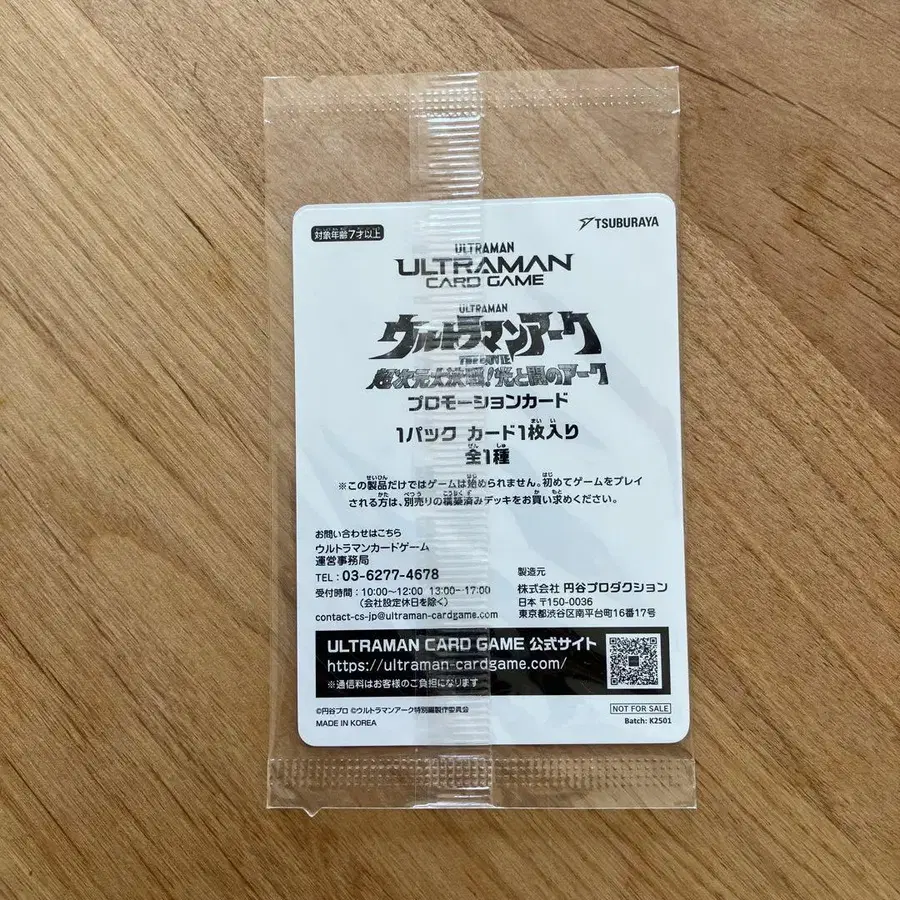 対象年齢7才以上
TSUBURAYA
ULTRAMAN
ULTRAMAN
CARD GAME
ULTRAMAN
ウルトラマンアーク
THE MOVIE
超次元大決戦!光と闇のアーク
プロモーションカード
1パック カード1枚入り
全1種
※この製品だけではゲームは始められません。初めてゲームをプレイ
される方は、別売りの構築済みデッキをお買い求めください。
お問い合わせはこちら
ウルトラマンカードゲーム
運営事務局
TEL:03-6277-4678
受付時間:10:00~12:00 13:00~17:00
(会社設定休日を除く)
contact-cs-jp@ultraman-cardgame.com
製造元
株式会社 円谷プロダクション
日本 〒150-0036
東京都渋谷区南平台町16番17号
ULTRAMAN CARD GAME 公式サイト
https://ultraman-cardgame.com/
※通信料はお客様のご負担になります
©円谷プロ ©ウルトラマンアーク特別編製作委員会
MADE IN KOREA
NOT FOR SALE
Batch: K2501